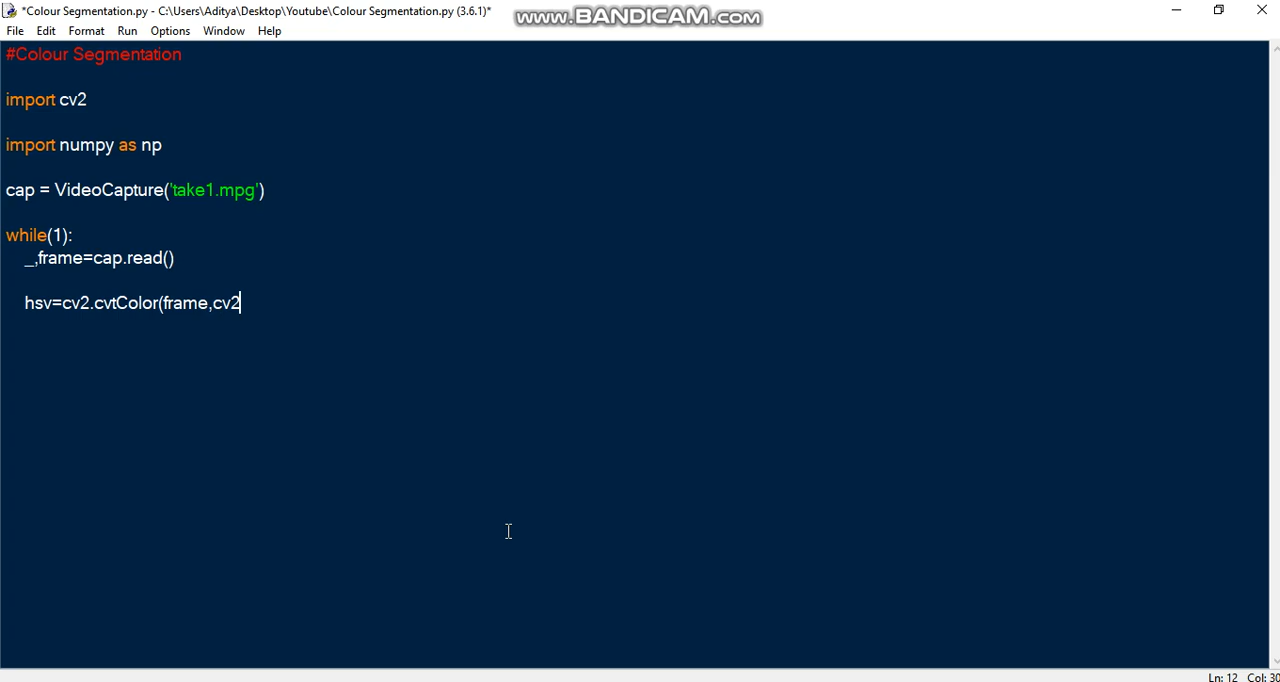 *Colour Segmentation.py - C:\Users\Aditya\Desktop\Youtube\Colour Segmentation.py (3.6.1)*
www.BANDICAM.com
File Edit Format Run Options Window Help
#Colour Segmentation
import cv2
import numpy as np
cap = VideoCapture('take1.mpg')
while(1):
_,frame=cap.read()
hsv=cv2.cvtColor(frame,cv2
Ln: 12 Col: 30